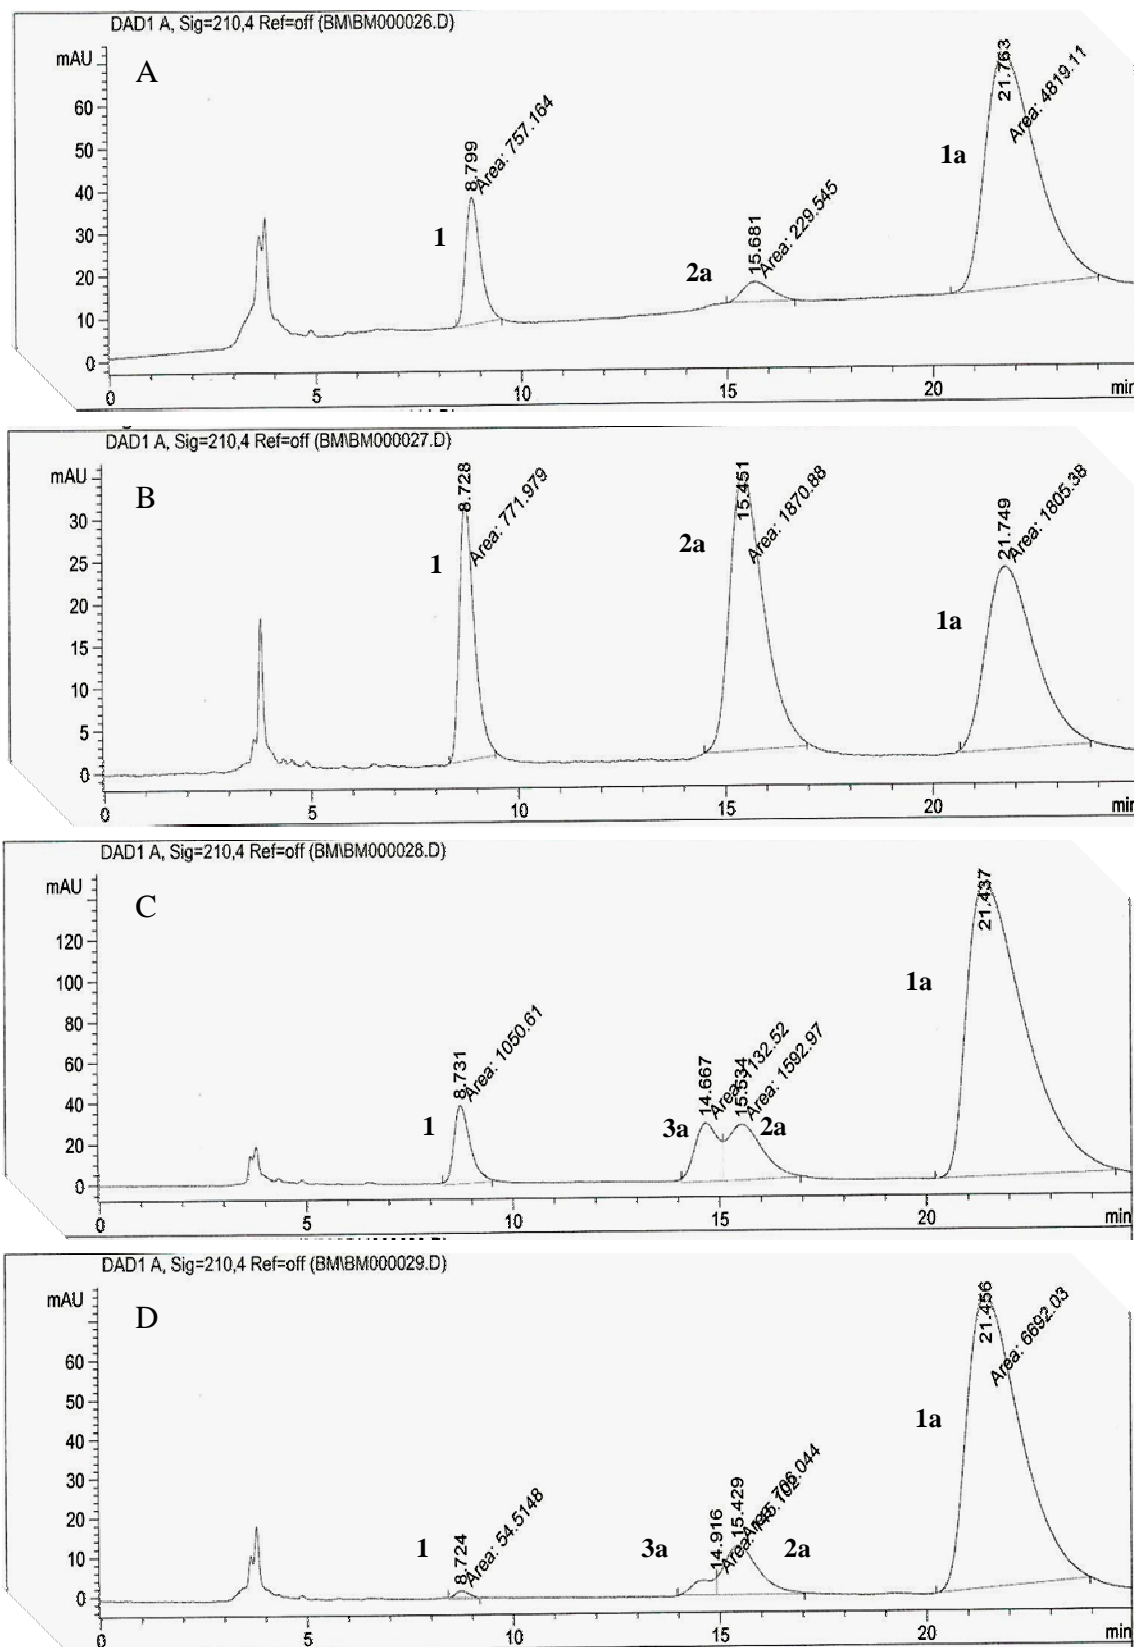 DAD1 A, Sig=210,4 Ref=off (BM\BM000026.D)
mAU
A
60
50
40
30
20
10
0
1
8.799
Area: 757.164
2a
15.681
Area: 229.545
1a
21.763
Area: 4819.11
0
5
10
15
20
min
DAD1 A, Sig=210,4 Ref=off (BM\BM000027.D)
mAU
B
30
25
20
15
10
5
0
1
8.728
Area: 771.979
2a
15.451
Area: 1870.88
1a
21.749
Area: 1805.38
0
5
10
15
20
min
DAD1 A, Sig=210,4 Ref=off (BM\BM000028.D)
mAU
C
120
100
80
60
40
20
0
1
8.731
Area: 1050.61
3a
14.667
Area: 1132.52
15.534
Area: 1592.97
2a
1a
21.437
0
5
10
15
20
min
DAD1 A, Sig=210,4 Ref=off (BM\BM000029.D)
mAU
D
60
50
40
30
20
10
0
1
8.724
Area: 54.5148
3a
14.916
15.429
2a
1a
21.456
Area: 6692.03
0
5
10
15
20
min